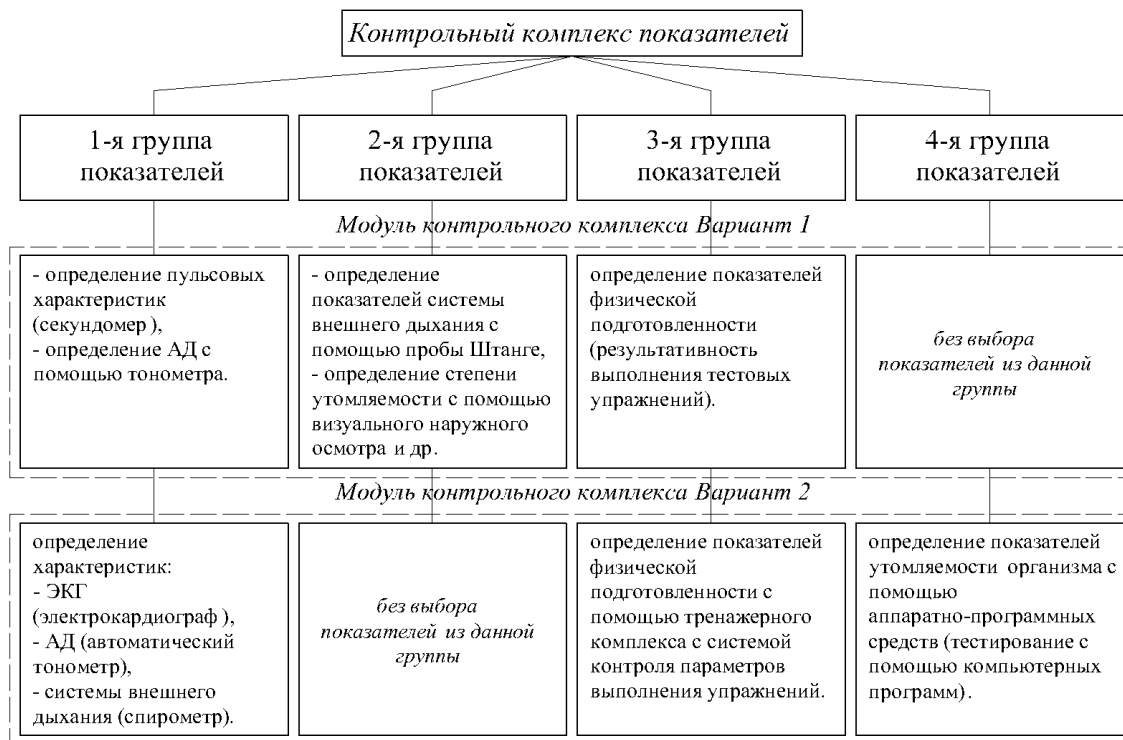 Контрольный комплекс показателей
1-я группа
показателей
2-я группа
показателей
3-я группа
показателей
4-я группа
показателей
Модуль контрольного комплекса Вариант 1
- определение пульсовых
характеристик
(секундомер),
- определение АД с
помощью тонометра.
- определение
показателей системы
внешнего дыхания с
помощью пробы Штанге,
- определение степени
утомляемости с помощью
визуального наружного
осмотра и др.
определение показателей
физической
подготовленности
(результативность
выполнения тестовых
упражнений).
без выбора
показателей из данной
группы
Модуль контрольного комплекса Вариант 2
определение
характеристик:
- ЭКГ
(электрокардиограф),
- АД (автоматический
тонометр),
- системы внешнего
дыхания (спирометр).
без выбора
показателей из данной
группы
определение показателей
физической
подготовленности с
помощью тренажерного
комплекса с системой
контроля параметров
выполнения упражнений.
определение показателей
утомляемости организма с
помощью
аппаратно-программных
средств (тестирование с
помощью компьютерных
программ).